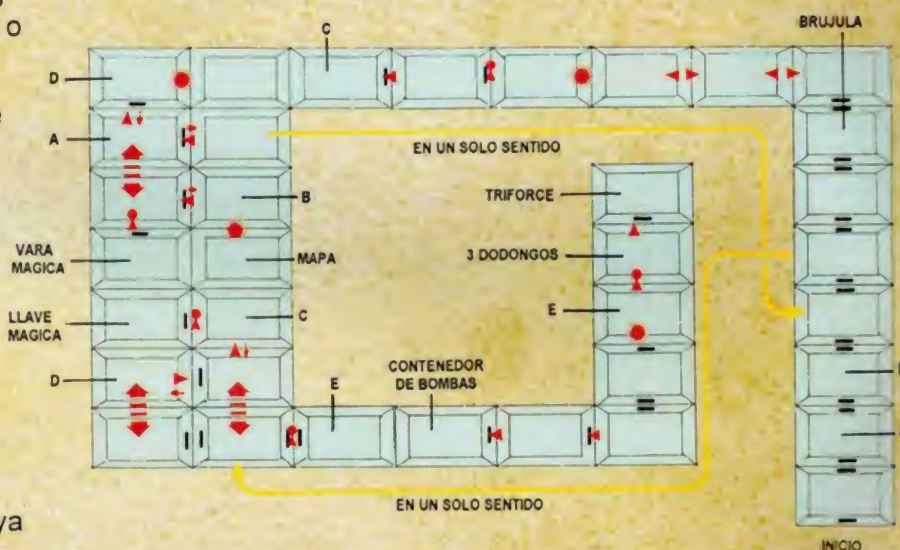 o
BRUJULA
C
D
A
EN UN SOLO SENTIDO
B
TRIFORCE
VARA
MAGICA
MAPA
3 DODONGOS
LLAVE
MAGICA
C
E
D
E
CONTENEDOR
DE BOMBAS
EN UN SOLO SENTIDO
ya
INICIO